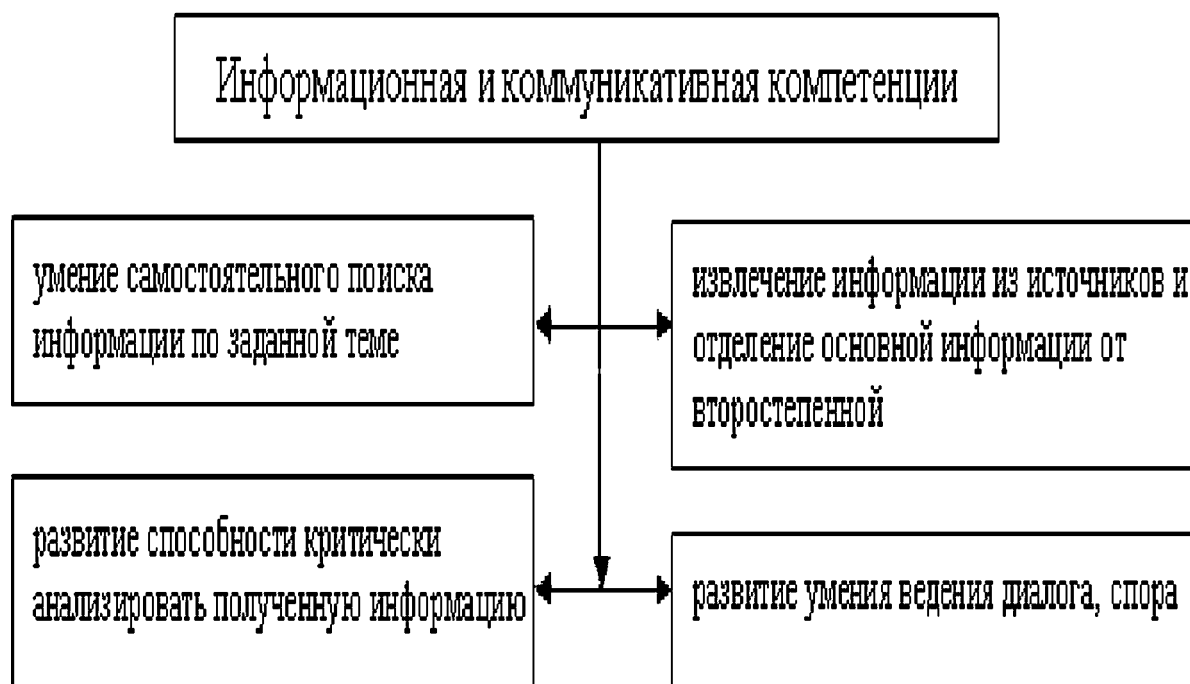 Информационная и коммуникативная компетенции
умение самостоятельного поиска
информации по заданной теме
извлечение информации из источников и
отделение основной информации от
второстепенной
развитие способности критически
анализировать полученную информацию
развитие умения ведения диалога, спора